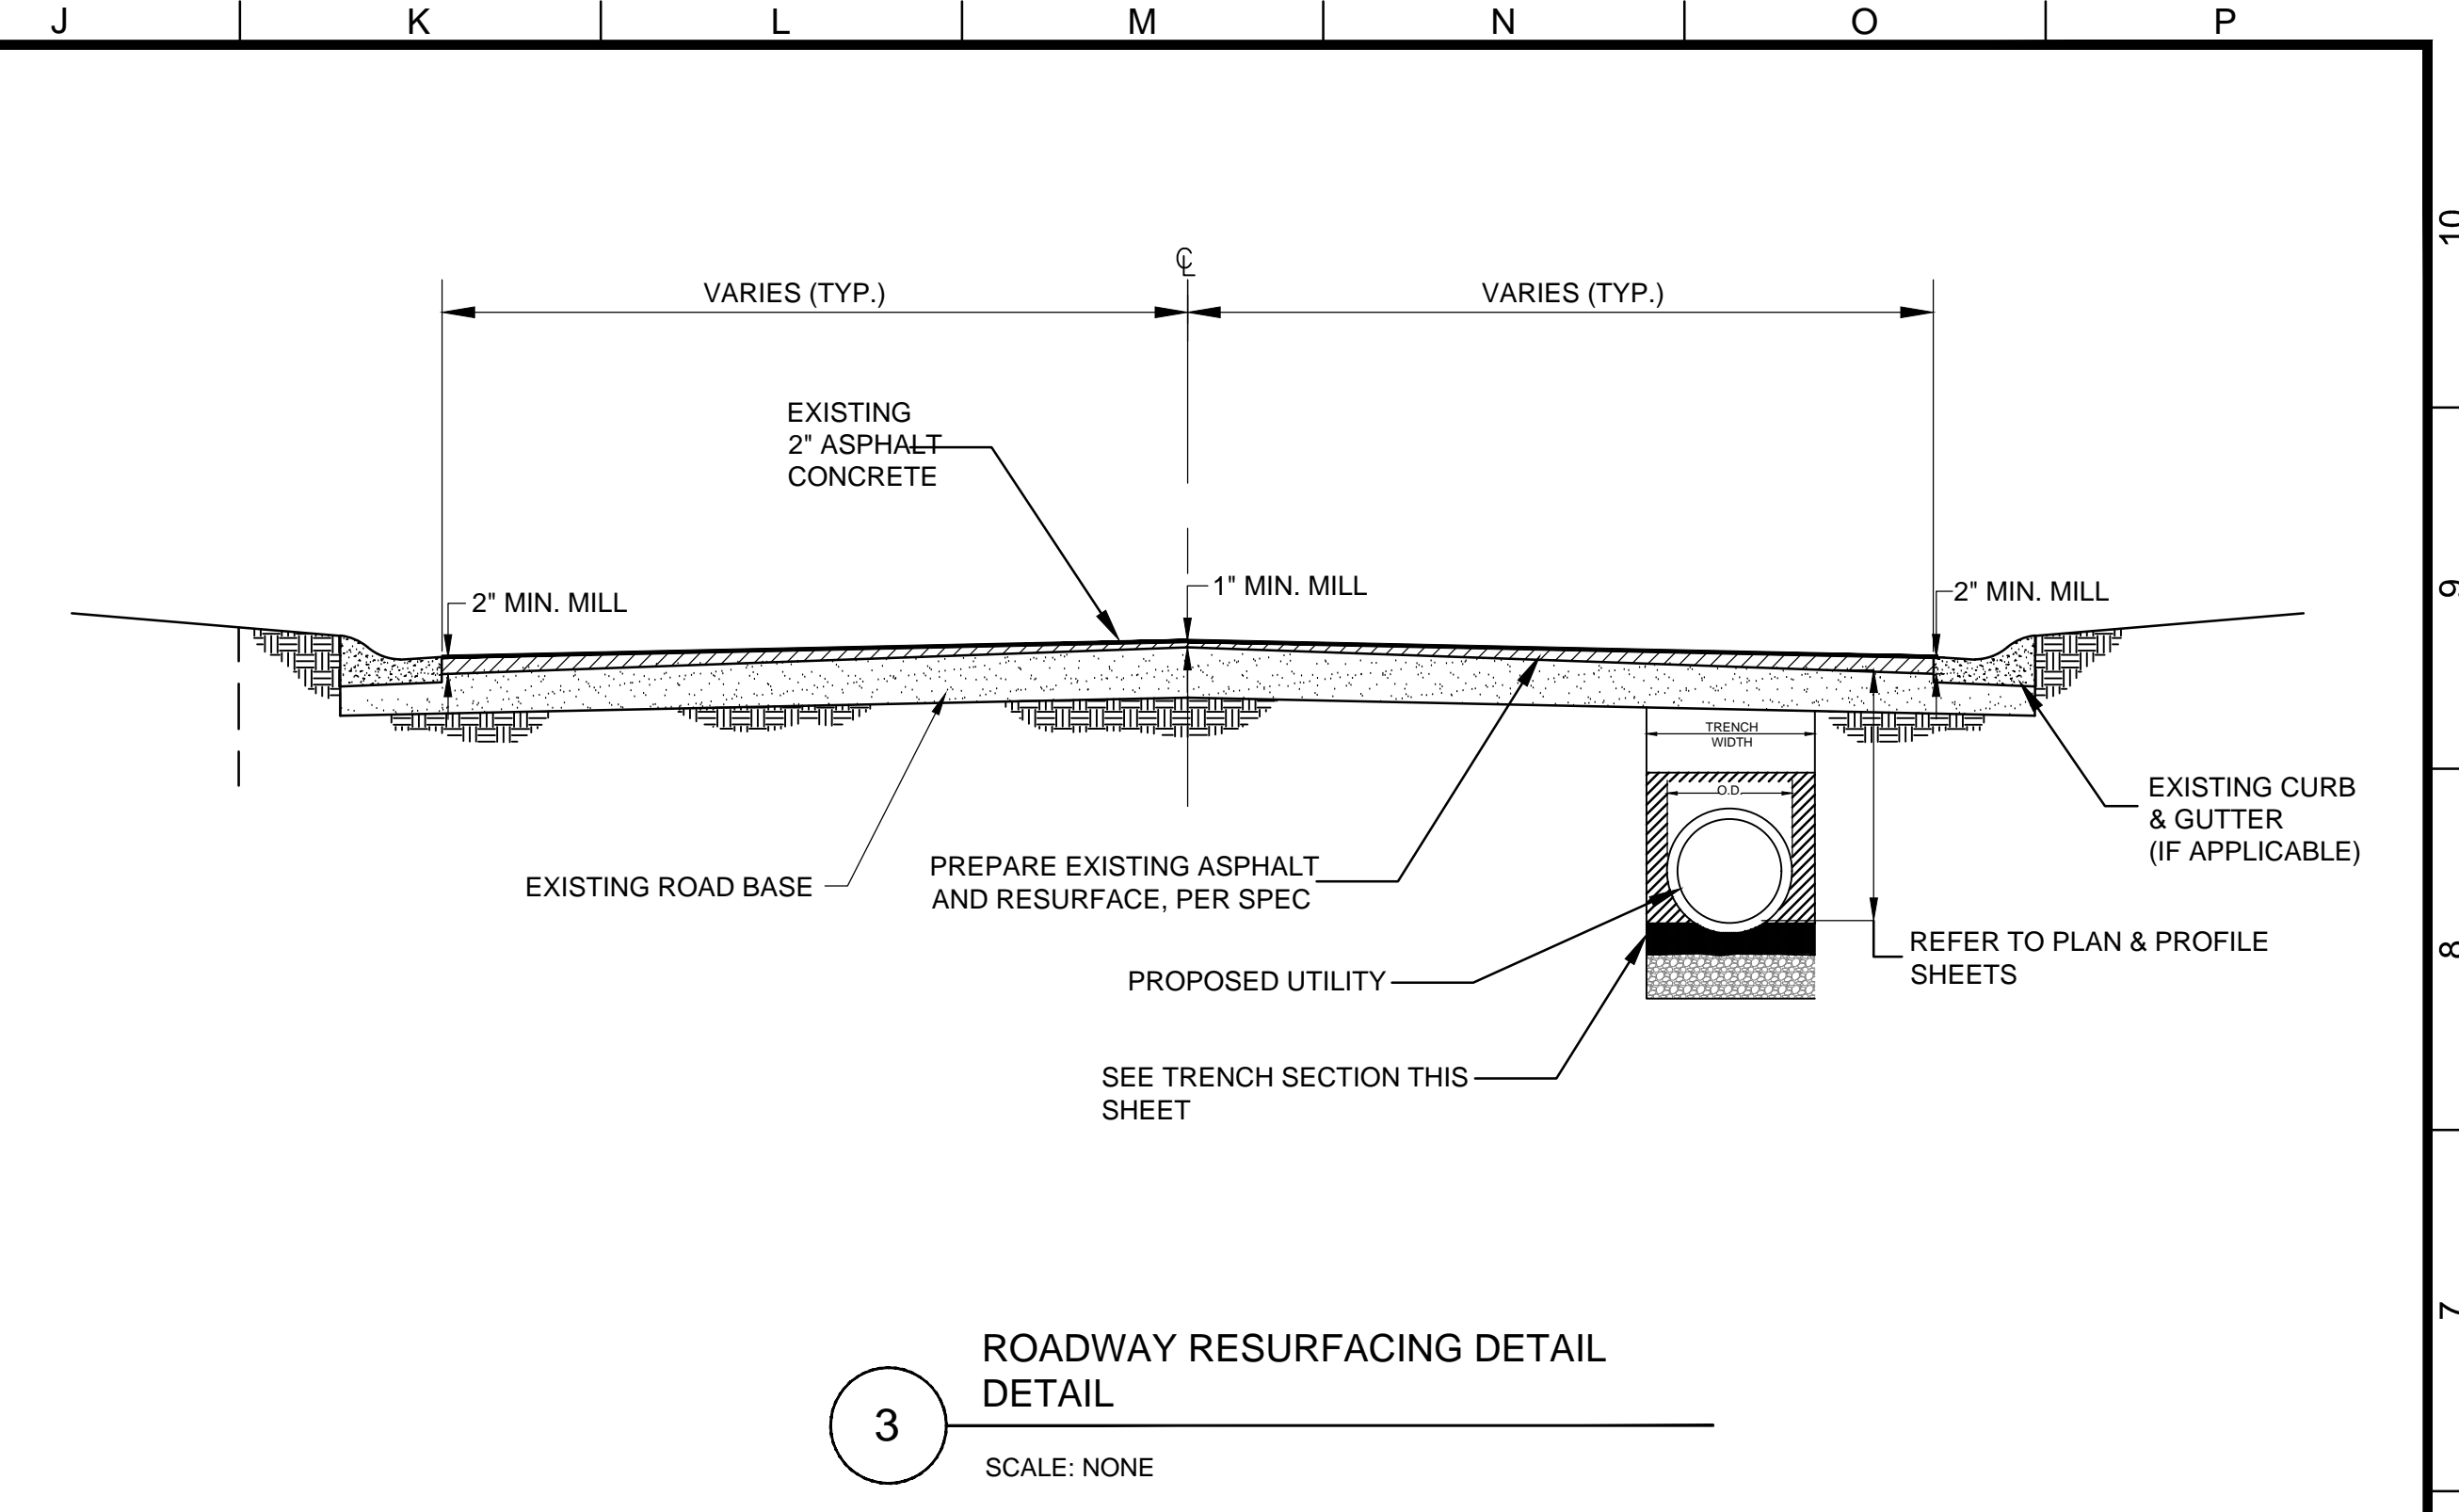 J
K
L
M
N
O
P
10
℄
VARIES (TYP.)
VARIES (TYP.)
EXISTING
2" ASPHALT
CONCRETE
2" MIN. MILL
1" MIN. MILL
2" MIN. MILL
9
TRENCH
WIDTH
O.D.
EXISTING CURB
& GUTTER
(IF APPLICABLE)
EXISTING ROAD BASE
PREPARE EXISTING ASPHALT
AND RESURFACE, PER SPEC
8
REFER TO PLAN & PROFILE
SHEETS
PROPOSED UTILITY
SEE TRENCH SECTION THIS
SHEET
7
ROADWAY RESURFACING DETAIL
DETAIL
3
SCALE: NONE